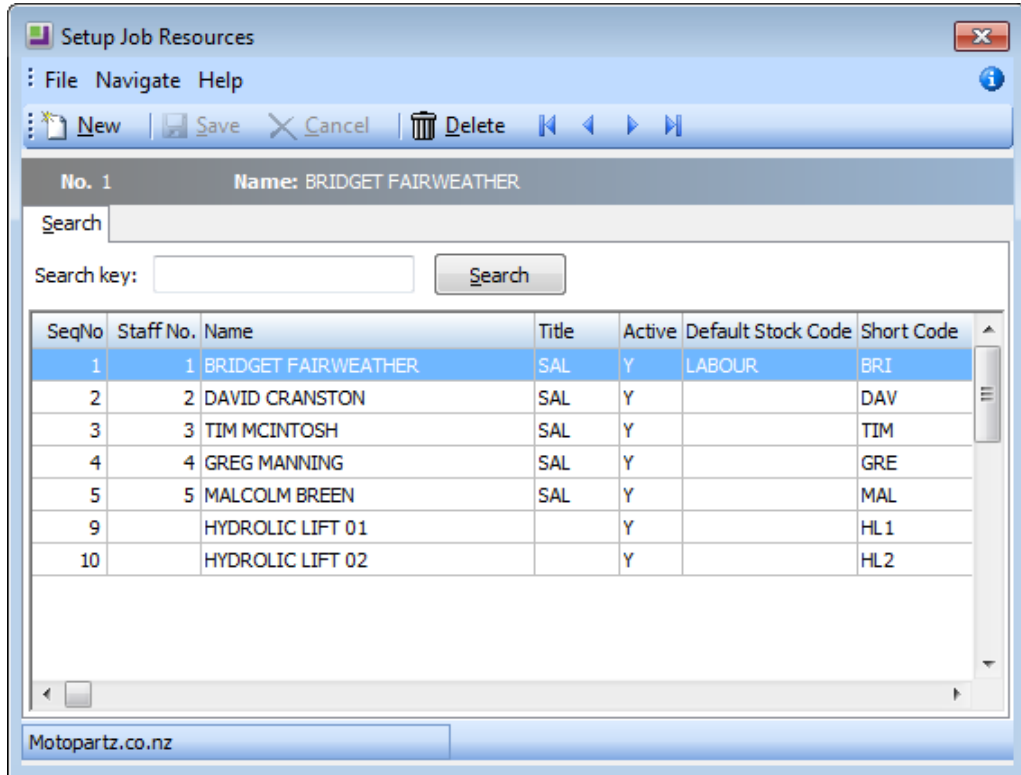 Setup Job Resources
File Navigate Help
New Save Cancel Delete
No. 1 Name: BRIDGET FAIRWEATHER
Search
Search key: Search
SeqNo Staff No. Name Title Active Default Stock Code Short Code
1 1 BRIDGET FAIRWEATHER SAL Y LABOUR BRI
2 2 DAVID CRANSTON SAL Y DAV
3 3 TIM MCINTOSH SAL Y TIM
4 4 GREG MANNING SAL Y GRE
5 5 MALCOLM BREEN SAL Y MAL
9 HYDROLIC LIFT 01 Y HL1
10 HYDROLIC LIFT 02 Y HL2
Motopartz.co.nz